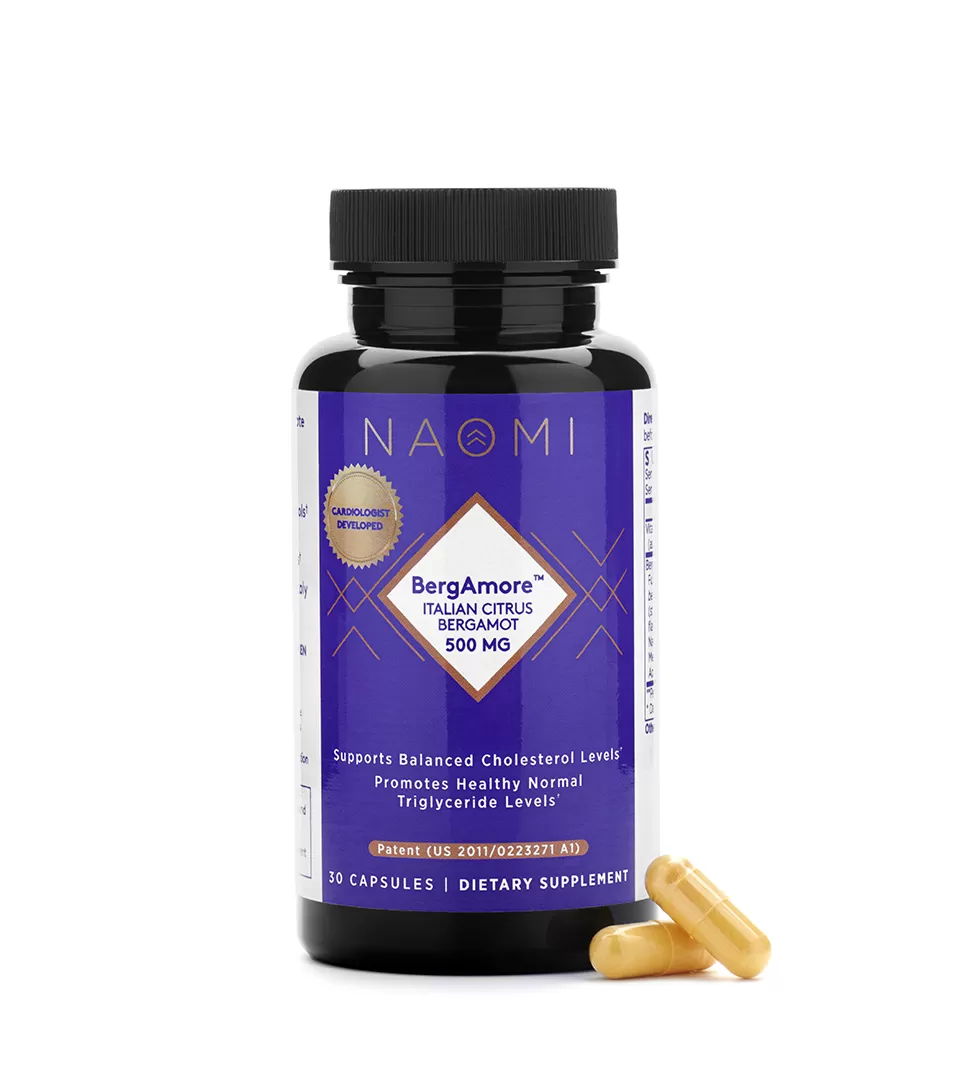 NAOMI
CARDIOLOGIST
DEVELOPED
BergAmore™
ITALIAN CITRUS
BERGAMOT
500 MG
Supports Balanced Cholesterol Levels†
Promotes Healthy Normal
Triglyceride Levels†
Patent (US 2011/0223271 A1)
30 CAPSULES | DIETARY SUPPLEMENT